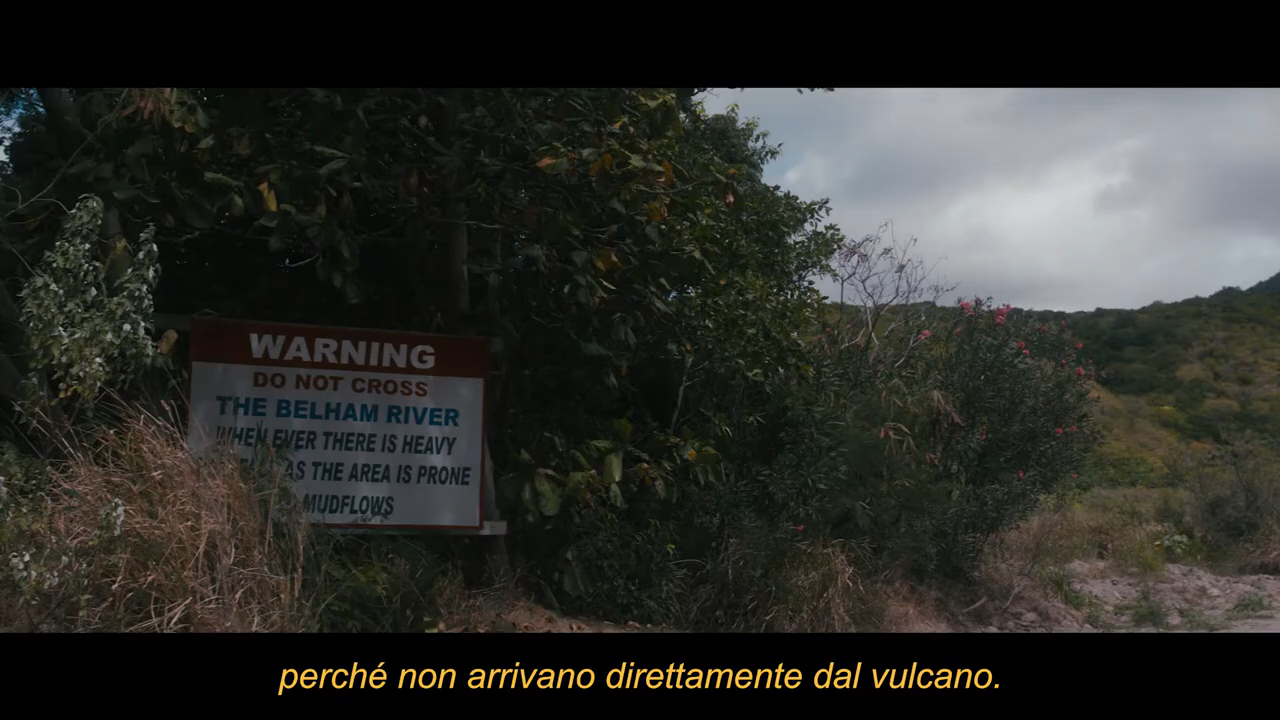 WARNING
DO NOT CROSS
THE BELHAM RIVER
WHEN EVER THERE IS HEAVY
AS THE AREA IS PRONE
MUDFLOWS
perché non arrivano direttamente dal vulcano.